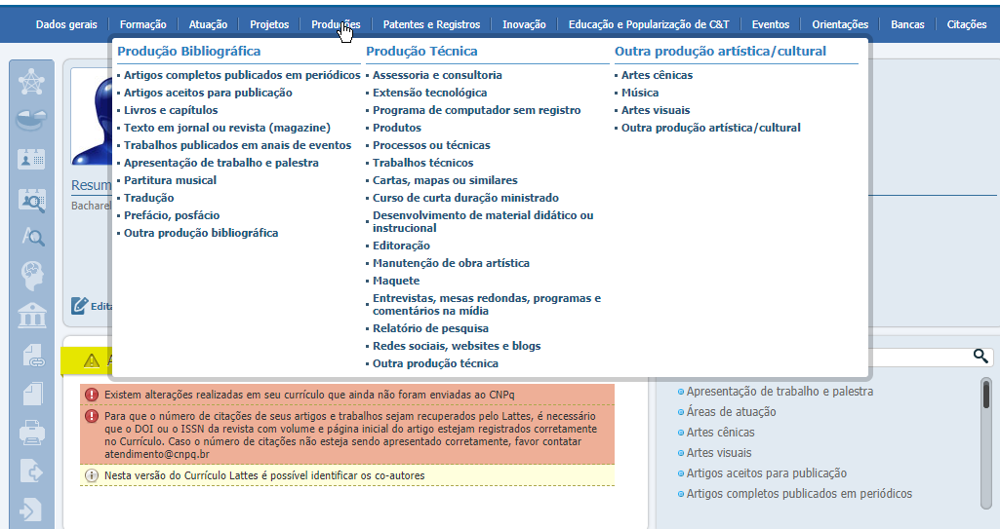 Dados gerais Formação Atuação Projetos Produções Patentes e Registros Inovação Educação e Popularização de C&T Eventos Orientações Bancas Citações
Produção Bibliográfica
Artigos completos publicados em periódicos
Artigos aceitos para publicação
Livros e capítulos
Texto em jornal ou revista (magazine)
Trabalhos publicados em anais de eventos
Apresentação de trabalho e palestra
Partitura musical
Tradução
Prefácio, posfácio
Outra produção bibliográfica
Produção Técnica
Assessoria e consultoria
Extensão tecnológica
Programa de computador sem registro
Produtos
Processos ou técnicas
Trabalhos técnicos
Cartas, mapas ou similares
Curso de curta duração ministrado
Desenvolvimento de material didático ou
instrucional
Editoração
Manutenção de obra artística
Maquete
Entrevistas, mesas redondas, programas e
comentários na mídia
Relatório de pesquisa
Redes sociais, websites e blogs
Outra produção técnica
Outra produção artística/cultural
Artes cênicas
Música
Artes visuais
Outra produção artística/cultural
Resum
Bacharel
Edita
Existem alterações realizadas em seu currículo que ainda não foram enviadas ao CNPq
Para que o número de citações de seus artigos e trabalhos sejam recuperados pelo Lattes, é necessário
que o DOI ou o ISSN da revista com volume e página inicial do artigo estejam registrados corretamente
no Currículo. Caso o número de citações não esteja sendo apresentado corretamente, favor contatar
atendimento@cnpq.br
Nesta versão do Currículo Lattes é possível identificar os co-autores
Apresentação de trabalho e palestra
Áreas de atuação
Artes cênicas
Artes visuais
Artigos aceitos para publicação
Artigos completos publicados em periódicos